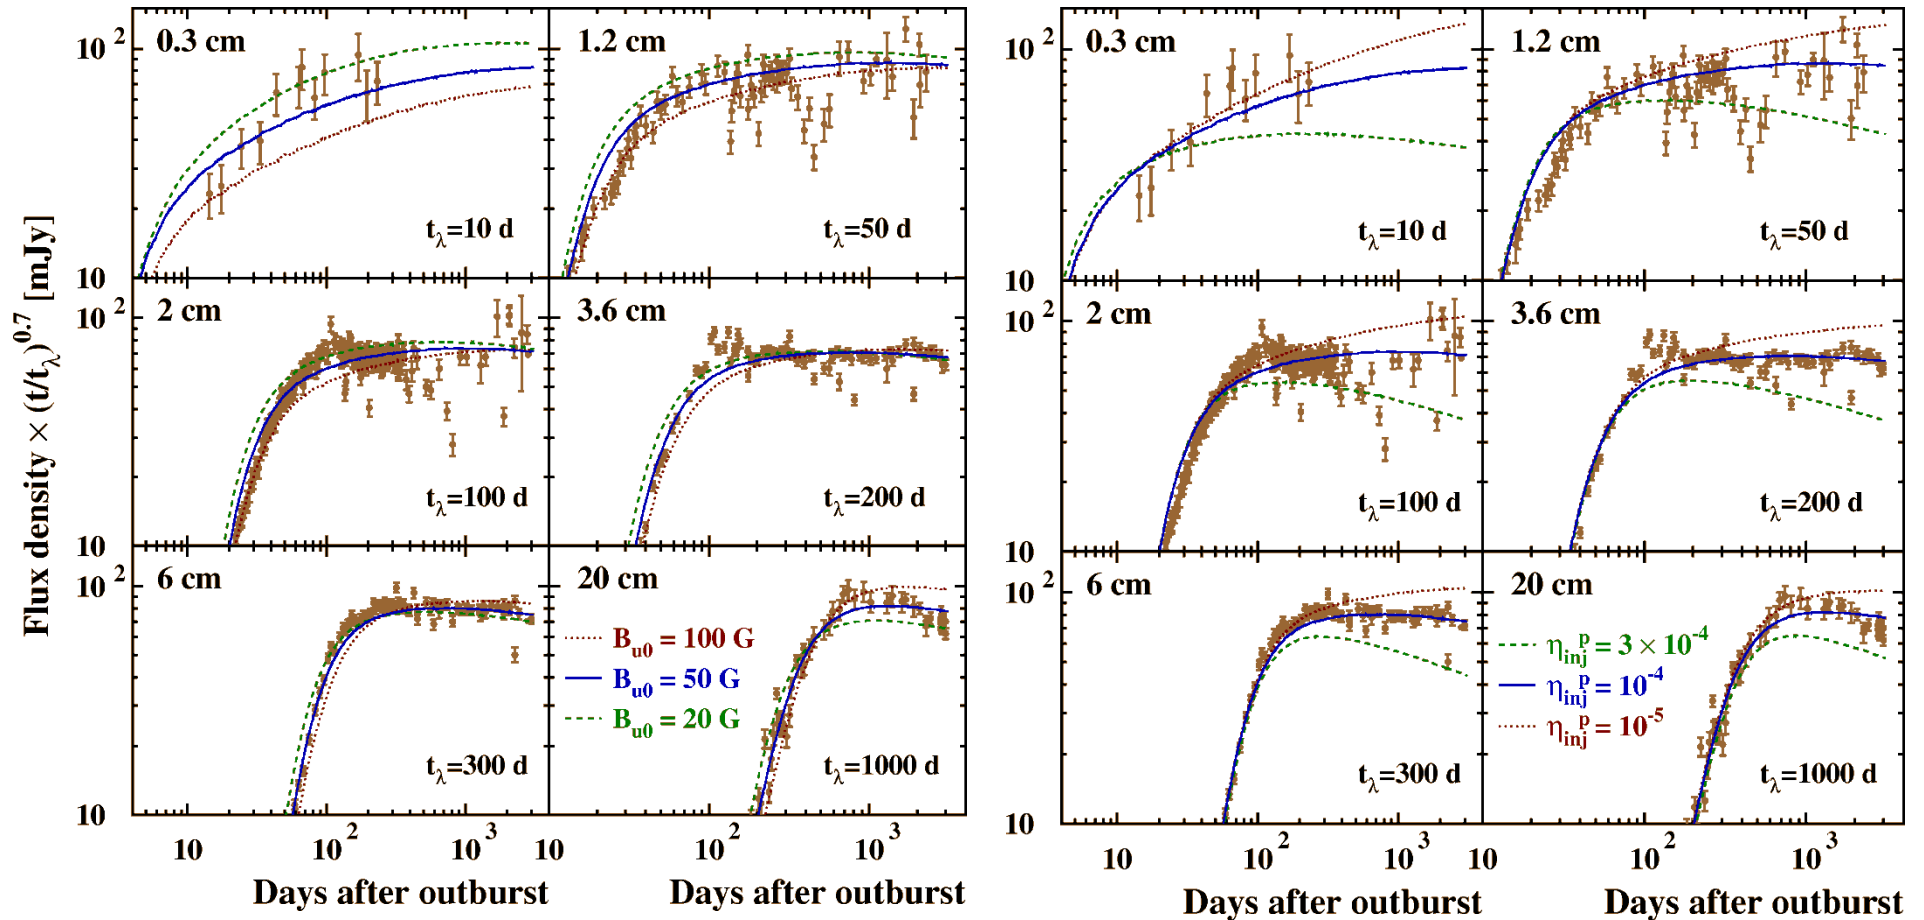 Flux density × (t/t_λ)^0.7 [mJy]
0.3 cm
t_λ=10 d
1.2 cm
t_λ=50 d
2 cm
t_λ=100 d
3.6 cm
t_λ=200 d
6 cm
t_λ=300 d
20 cm
B_u0 = 100 G
B_u0 = 50 G
B_u0 = 20 G
t_λ=1000 d
10^2
10
10^2
10
10^2
10
10 10^2 10^3 10 10^2 10^3
Days after outburst Days after outburst
0.3 cm
t_λ=10 d
1.2 cm
t_λ=50 d
2 cm
t_λ=100 d
3.6 cm
t_λ=200 d
6 cm
t_λ=300 d
20 cm
η_inj^p = 3 × 10^-4
η_inj^p = 10^-4
η_inj^p = 10^-5
t_λ=1000 d
10^2
10
10^2
10
10^2
10
10 10^2 10^3 10 10^2 10^3
Days after outburst Days after outburst